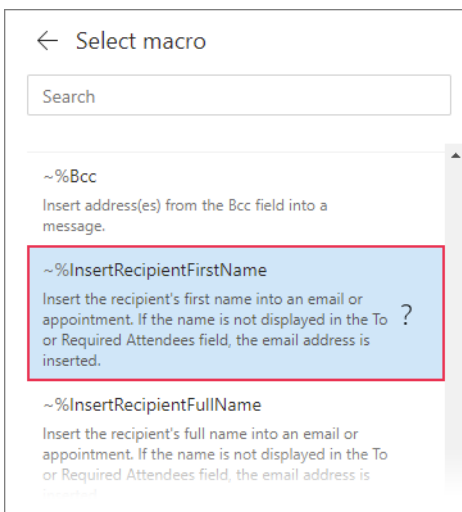 ← Select macro
Search
~%Bcc
Insert address(es) from the Bcc field into a
message.
~%InsertRecipientFirstName
Insert the recipient's first name into an email or
appointment. If the name is not displayed in the To
or Required Attendees field, the email address is
inserted.
?
~%InsertRecipientFullName
Insert the recipient's full name into an email or
appointment. If the name is not displayed in the To
or Required Attendees field, the email address is